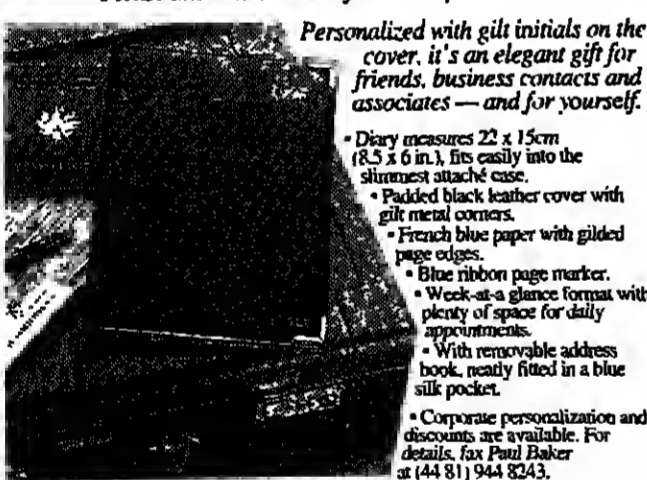 Personalized with gilt initials on the
cover, it's an elegant gift for
friends, business contacts and
associates — and for yourself.
• Diary measures 22 x 15cm
(8.5 x 6 in.), fits easily into the
slimmest attaché case.
• Padded black leather cover with
gilt metal corners.
• French blue paper with gilded
page edges.
• Blue ribbon page marker.
• Week-at-a glance format with
plenty of space for daily
appointments.
• With removable address
book, neatly fitted in a blue
silk pocket.
• Corporate personalization and
discounts are available. For
details, fax Paul Baker
at (44 81) 944 8243.